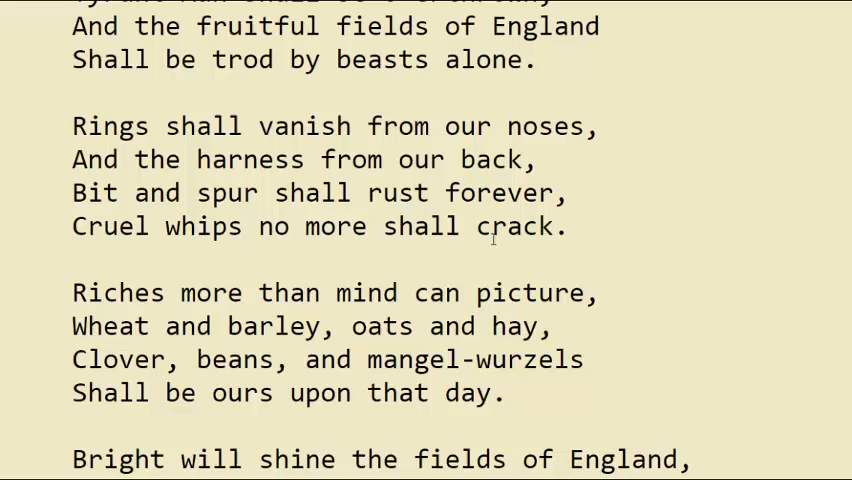 And the fruitful fields of England
Shall be trod by beasts alone.
Rings shall vanish from our noses,
And the harness from our back,
Bit and spur shall rust forever,
Cruel whips no more shall crack.
Riches more than mind can picture,
Wheat and barley, oats and hay,
Clover, beans, and mangel-wurzels
Shall be ours upon that day.
Bright will shine the fields of England,